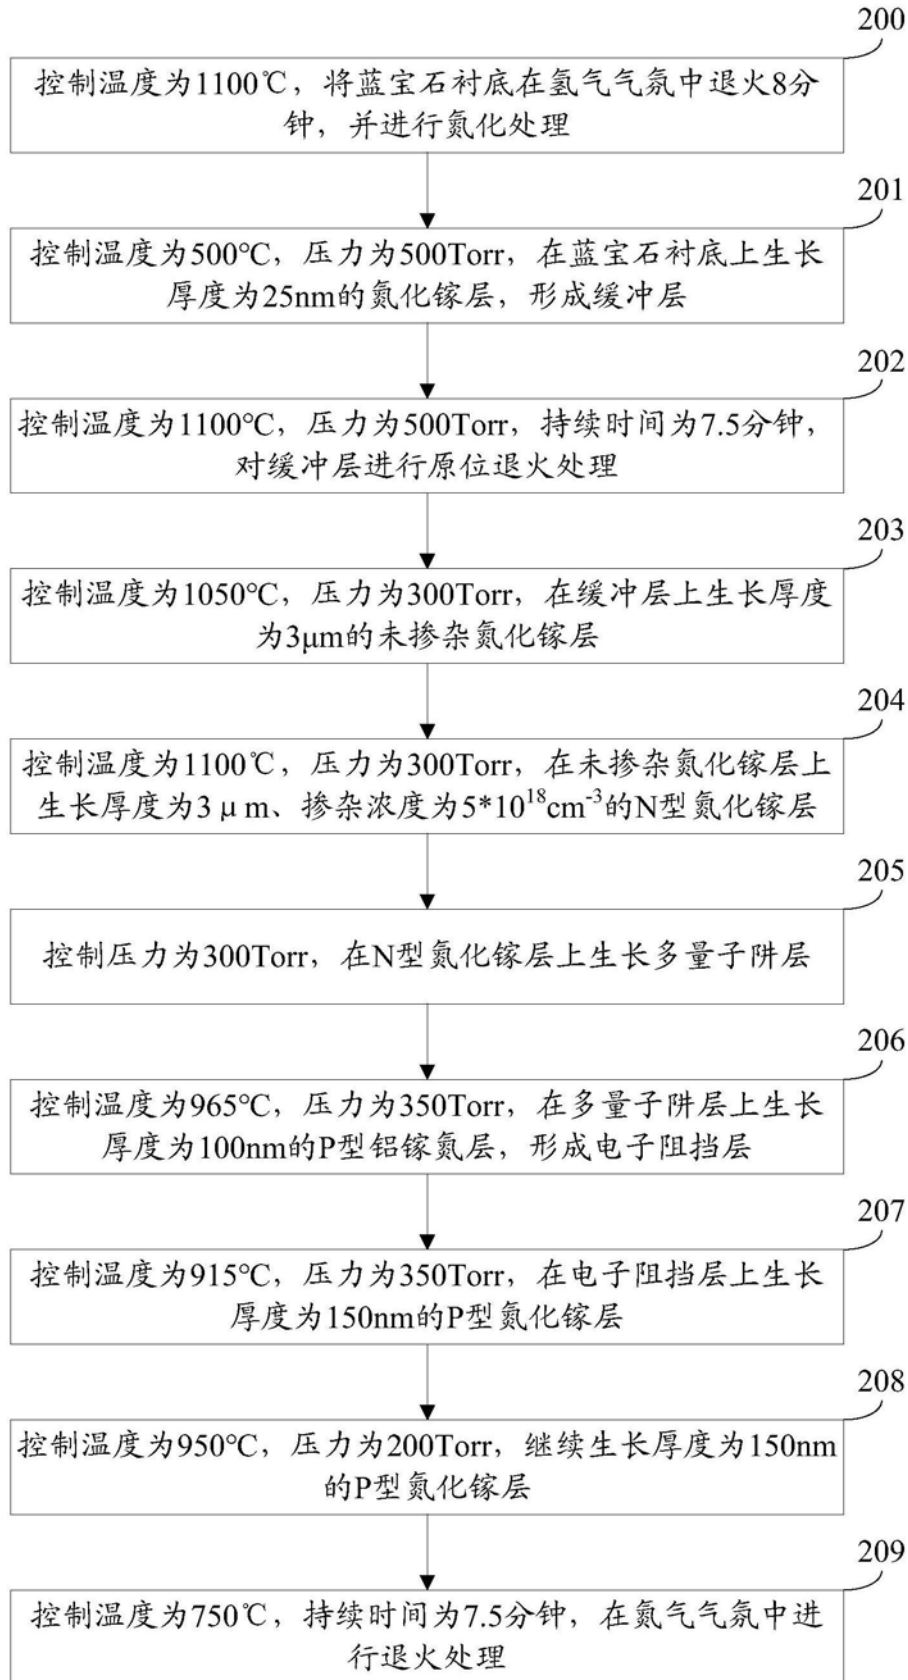 200
控制温度为1100℃，将蓝宝石衬底在氢气气氛中退火8分
钟，并进行氮化处理
201
控制温度为500℃，压力为500Torr，在蓝宝石衬底上生长
厚度为25nm的氮化镓层，形成缓冲层
202
控制温度为1100℃，压力为500Torr，持续时间为7.5分钟，
对缓冲层进行原位退火处理
203
控制温度为1050℃，压力为300Torr，在缓冲层上生长厚度
为3μm的未掺杂氮化镓层
204
控制温度为1100℃，压力为300Torr，在未掺杂氮化镓层上
生长厚度为3μm、掺杂浓度为5*10¹⁸cm⁻³的N型氮化镓层
205
控制压力为300Torr，在N型氮化镓层上生长多量子阱层
206
控制温度为965℃，压力为350Torr，在多量子阱层上生长
厚度为100nm的P型铝镓氮层，形成电子阻挡层
207
控制温度为915℃，压力为350Torr，在电子阻挡层上生长
厚度为150nm的P型氮化镓层
208
控制温度为950℃，压力为200Torr，继续生长厚度为150nm
的P型氮化镓层
209
控制温度为750℃，持续时间为7.5分钟，在氮气气氛中进
行退火处理